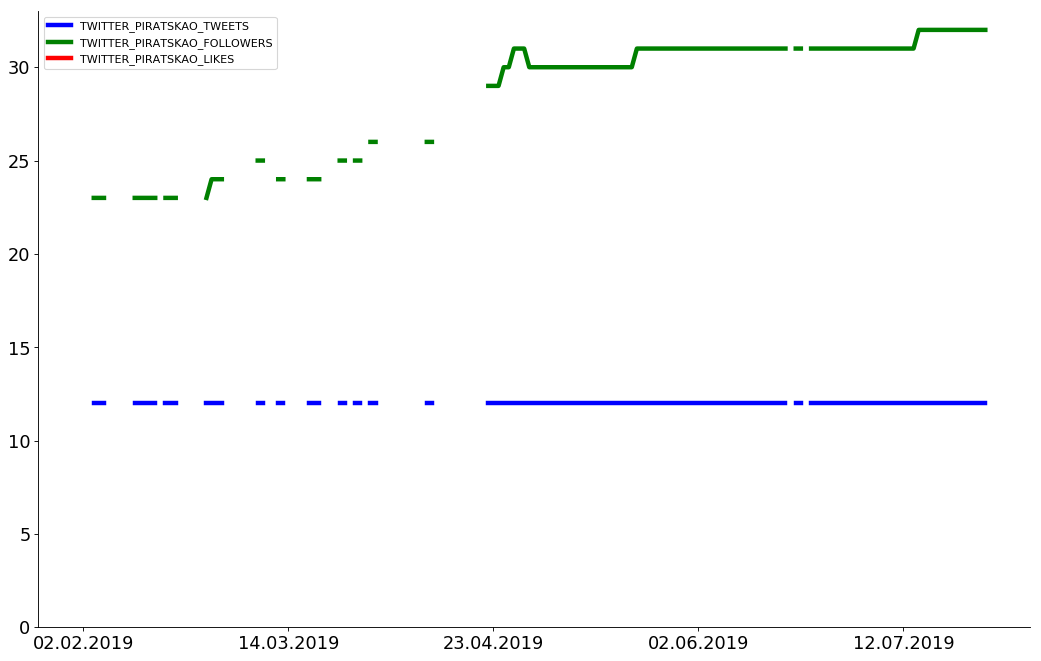 TWITTER_PIRATSKAO_TWEETS
TWITTER_PIRATSKAO_FOLLOWERS
TWITTER_PIRATSKAO_LIKES
30
25
20
15
10
5
0
02.02.2019 14.03.2019 23.04.2019 02.06.2019 12.07.2019